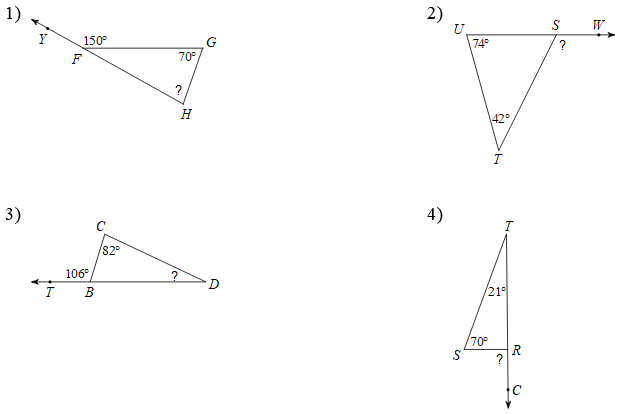 1)
Y
F
150°
G
70°
?
H
2)
U
S
W
74°
?
42°
T
3)
C
82°
106°
?
T
B
D
4)
T
21°
70°
S
?
R
C